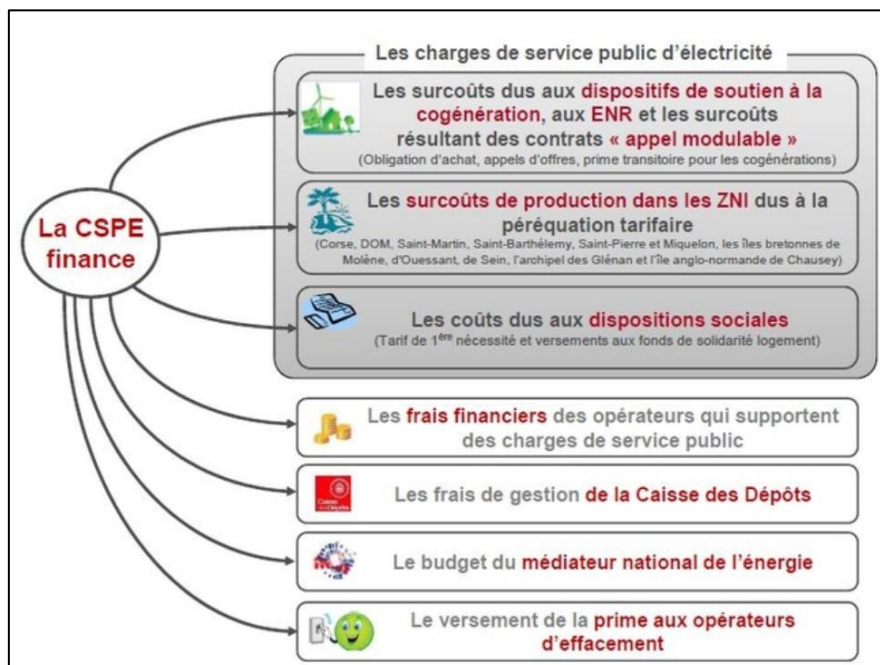 Les charges de service public d'électricité
Les surcoûts dus aux dispositifs de soutien à la
cogénération, aux ENR et les surcoûts
résultant des contrats « appel modulable »
(Obligation d'achat, appels d'offres, prime transitoire pour les cogénérations)
La CSPE
finance
Les surcoûts de production dans les ZNI dus à la
péréquation tarifaire
(Corse, DOM, Saint-Martin, Saint-Barthélemy, Saint-Pierre et Miquelon, les îles bretonnes de
Molène, d'Ouessant, de Sein, l'archipel des Glénan et l'île anglo-normande de Chausey)
Les coûts dus aux dispositions sociales
(Tarif de 1ère nécessité et versements aux fonds de solidarité logement)
Les frais financiers des opérateurs qui supportent
des charges de service public
Les frais de gestion de la Caisse des Dépôts
Le budget du médiateur national de l'énergie
Le versement de la prime aux opérateurs
d'effacement